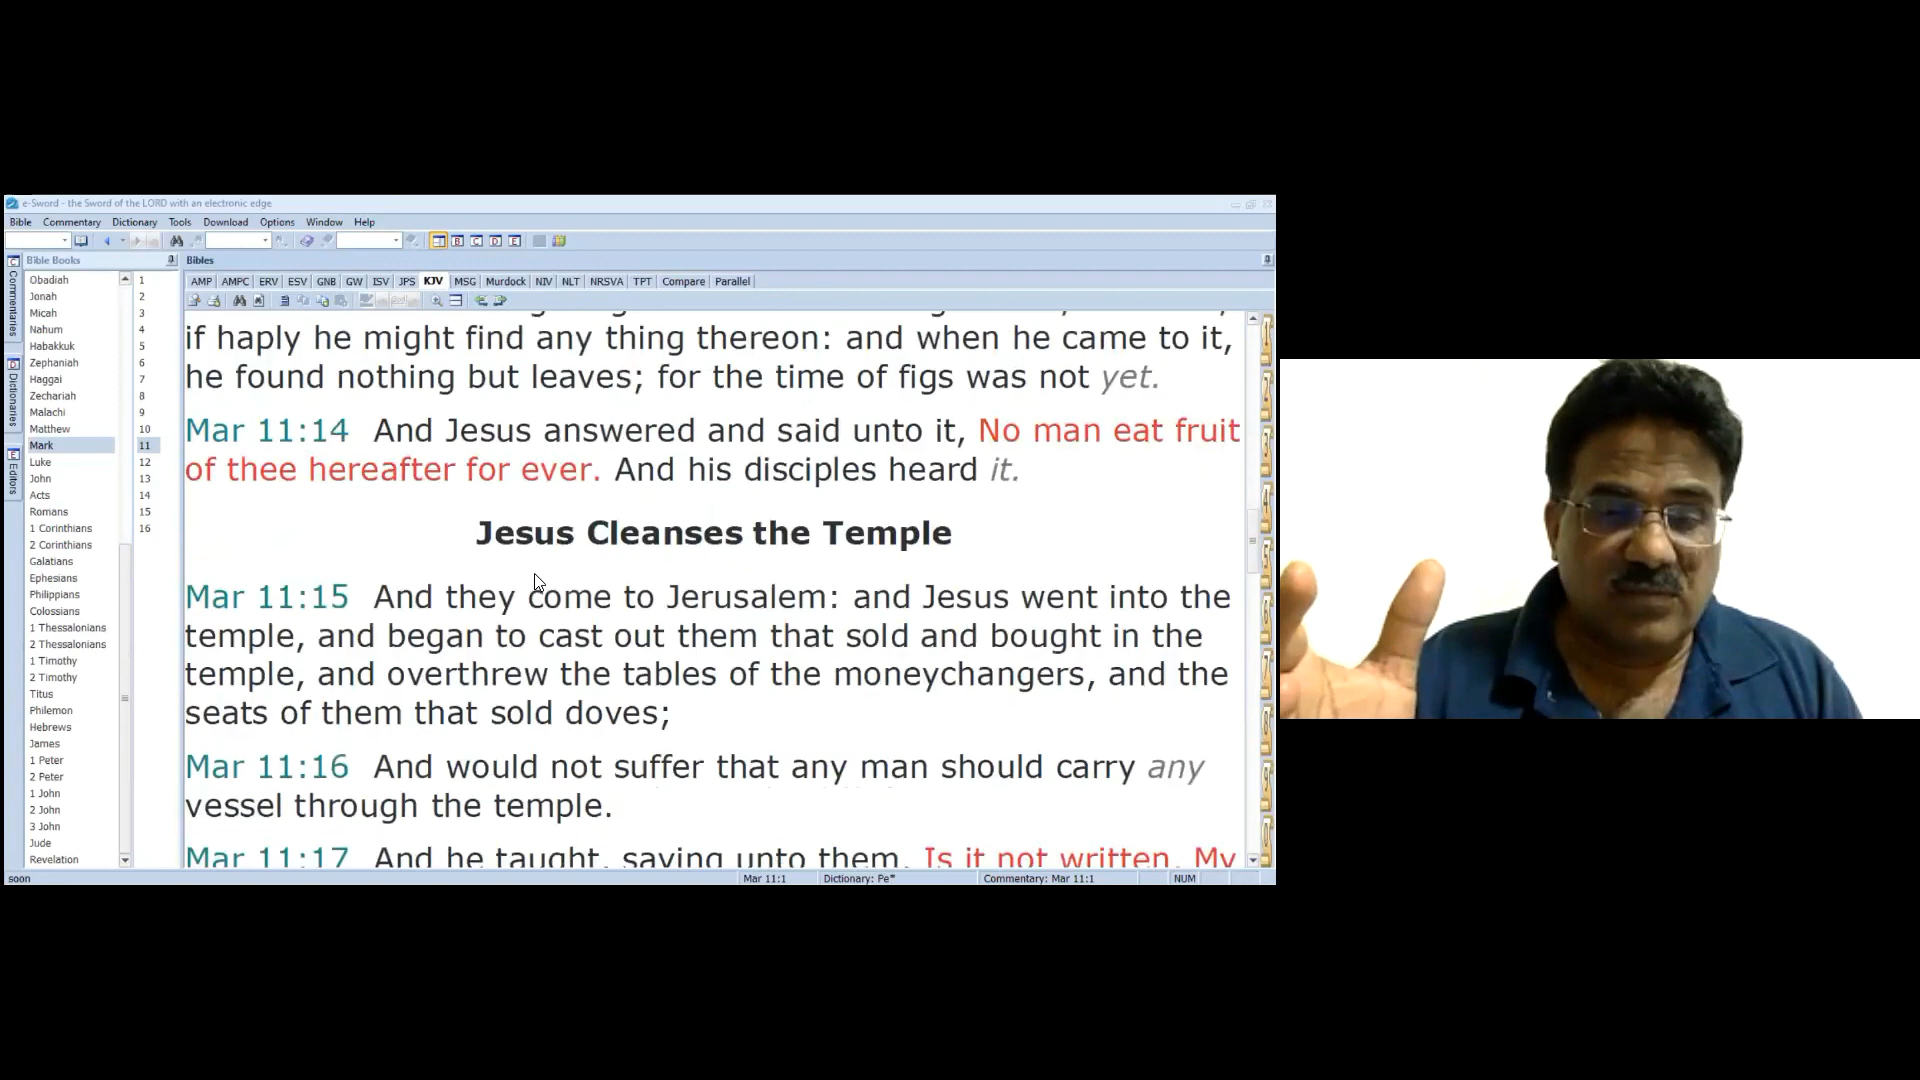 e-Sword - the Sword of the LORD with an electronic edge
Bible Commentary Dictionary Tools Download Options Window Help
B C D E
Bible Books
Bibles
Commentaries
Dictionaries
Editors
AMP AMPC ERV ESV GNB GW ISV JPS KJV MSG Murdock NIV NLT NRSVA TPT Compare Parallel
Obadiah
Jonah
Micah
Nahum
Habakkuk
Zephaniah
Haggai
Zechariah
Malachi
Matthew
Mark
Luke
John
Acts
Romans
1 Corinthians
2 Corinthians
Galatians
Ephesians
Philippians
Colossians
1 Thessalonians
2 Thessalonians
1 Timothy
2 Timothy
Titus
Philemon
Hebrews
James
1 Peter
2 Peter
1 John
2 John
3 John
Jude
Revelation
1
2
3
4
5
6
7
8
9
10
11
12
13
14
15
16
if haply he might find any thing thereon: and when he came to it,
he found nothing but leaves; for the time of figs was not yet.
Mar 11:14 And Jesus answered and said unto it, No man eat fruit
of thee hereafter for ever. And his disciples heard it.
Jesus Cleanses the Temple
Mar 11:15 And they come to Jerusalem: and Jesus went into the
temple, and began to cast out them that sold and bought in the
temple, and overthrew the tables of the moneychangers, and the
seats of them that sold doves;
Mar 11:16 And would not suffer that any man should carry any
vessel through the temple.
Mar 11:17 And he taught, saying unto them, Is it not written, My
soon
Mar 11:1
Dictionary: Pe*
Commentary: Mar 11:1
NUM